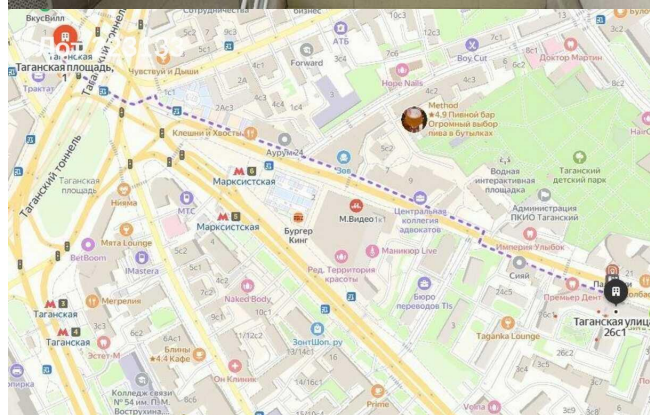 ВкусВилл
Сотрудничества
бизнес
АТБ
Forward
Boy Cut
Доктор Мартин
Таганская
Таганская площадь,
1
Чувствуй и Дыши
Hope Nails
Method
★4.9 Пивной бар
Огромный выбор
пива в бутылках
Клешни и Хвосты
Аурум24
Зов
Таганский тоннель
Таганская
площадь
Марксистская
6
Марксистская
5
Водная
интерактивная
площадка
Таганский
детский парк
Администрация
ПКИО Таганский
Нияма
МТС
М.Видео
Центральная
коллегия
адвокатов
Бургер
Кинг
Империя Улыбок
Мята Lounge
BetBoom
IMastera
Маникюр Live
Ред. Территория
красоты
Сияй
Премьер Дент
Бюро
переводов Tls
Таганская улица,
26с1
Naked Body
Мегрелия
3
Таганская
4
Таганская
ЗонтШоп.ру
Taganka Lounge
Эстет-М
Блины
★4.4 Кафе
Он Клиник
Колледж связи
№ 54 им. П. М.
Вострухина...
Prime
Volna